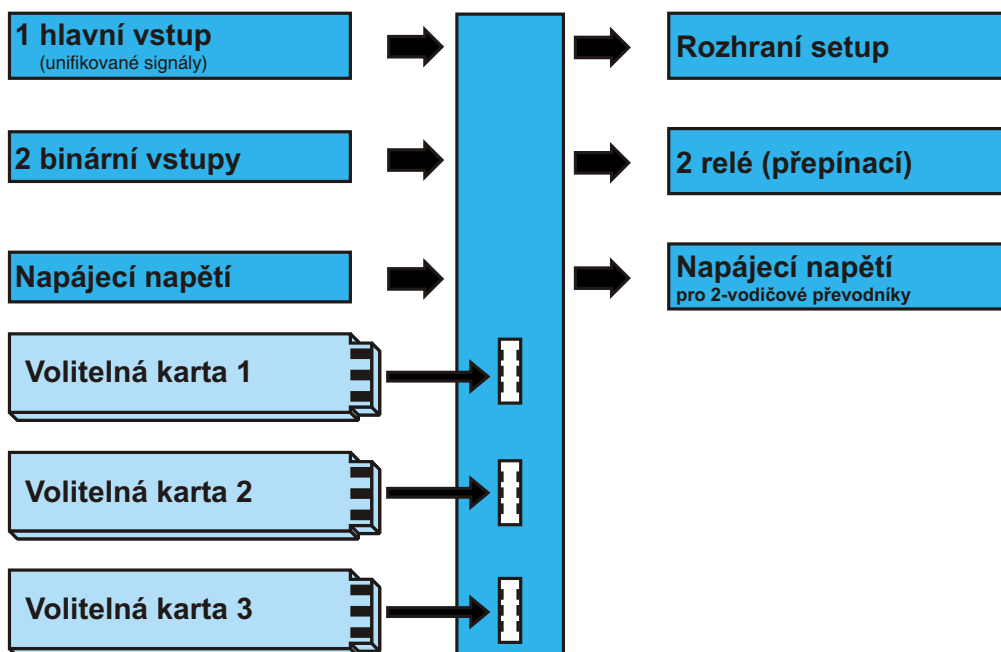 1 hlavní vstup
(unifikované signály)
Rozhraní setup
2 binární vstupy
2 relé (přepínací)
Napájecí napětí
Napájecí napětí
pro 2-vodičové převodníky
Volitelná karta 1
Volitelná karta 2
Volitelná karta 3